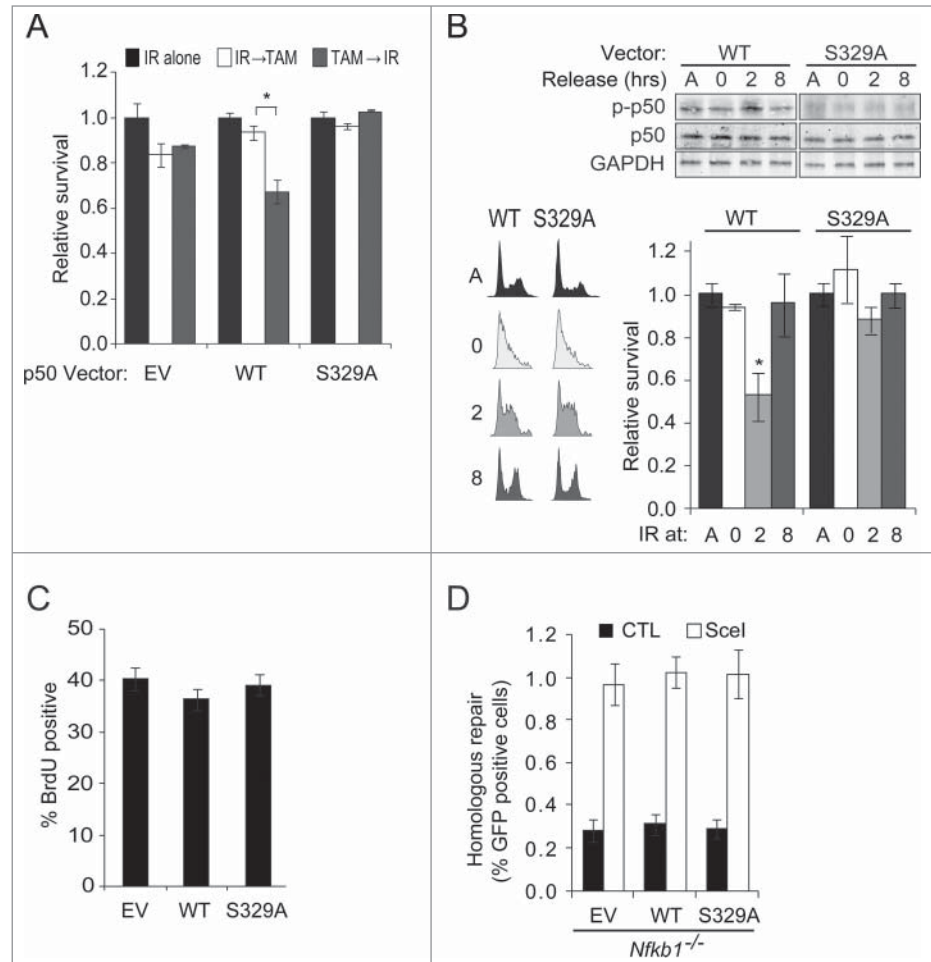 A
IR alone IR→TAM TAM→IR
Relative survival
1.2
1.0
0.8
0.6
0.4
0.2
0.0
*
p50 Vector: EV WT S329A
B
Vector: WT S329A
Release (hrs) A 0 2 8 A 0 2 8
p-p50
p50
GAPDH
WT S329A
A
0
2
8
WT S329A
Relative survival
1.2
1.0
0.8
0.6
0.4
0.2
0.0
*
IR at: A 0 2 8 A 0 2 8
C
% BrdU positive
50
40
30
20
10
0
EV WT S329A
D
CTL SceI
Homologous repair
(% GFP positive cells)
1.2
1.0
0.8
0.6
0.4
0.2
0.0
EV WT S329A
Nfkb1-/-